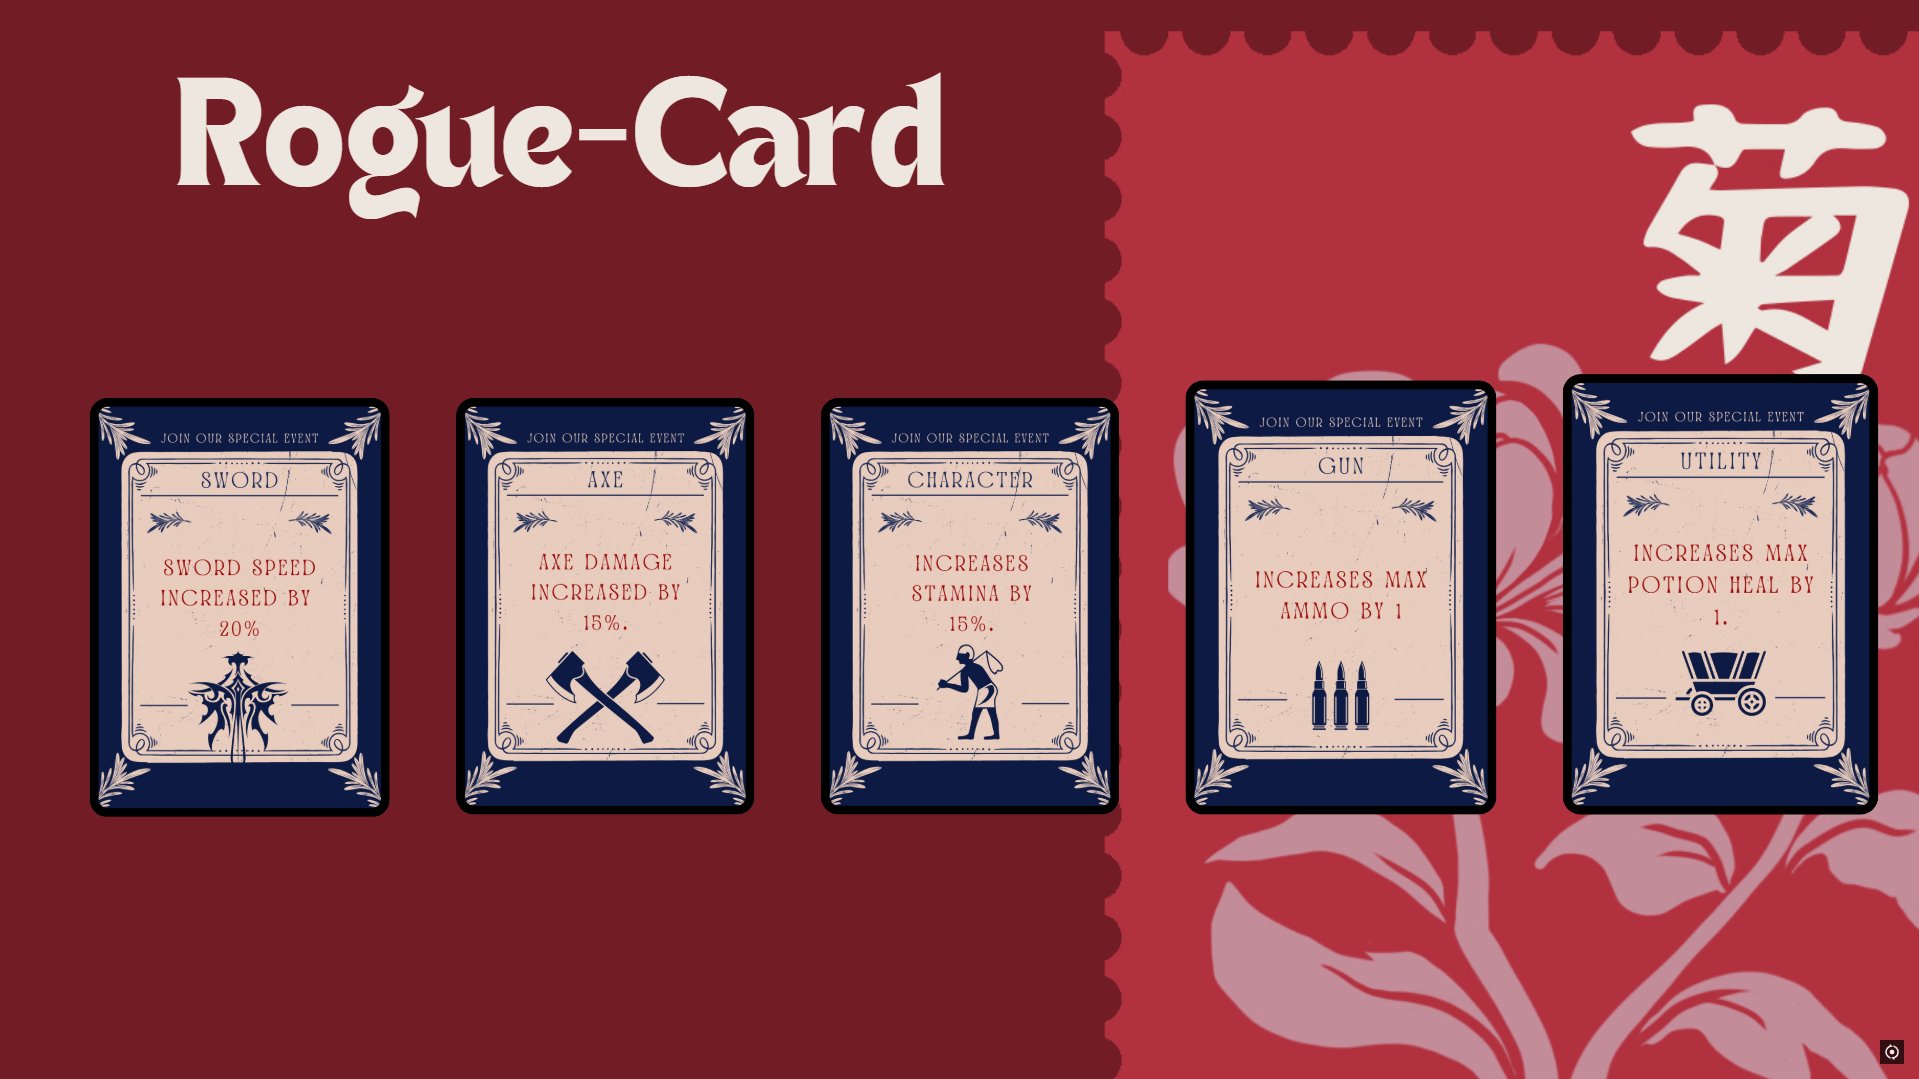 Rogue-Card
菊
JOIN OUR SPECIAL EVENT
SWORD
SWORD SPEED
INCREASED BY
20%
JOIN OUR SPECIAL EVENT
AXE
AXE DAMAGE
INCREASED BY
15%.
JOIN OUR SPECIAL EVENT
CHARACTER
INCREASES
STAMINA BY
15%.
JOIN OUR SPECIAL EVENT
GUN
INCREASES MAX
AMMO BY 1
JOIN OUR SPECIAL EVENT
UTILITY
INCREASES MAX
POTION HEAL BY
1.